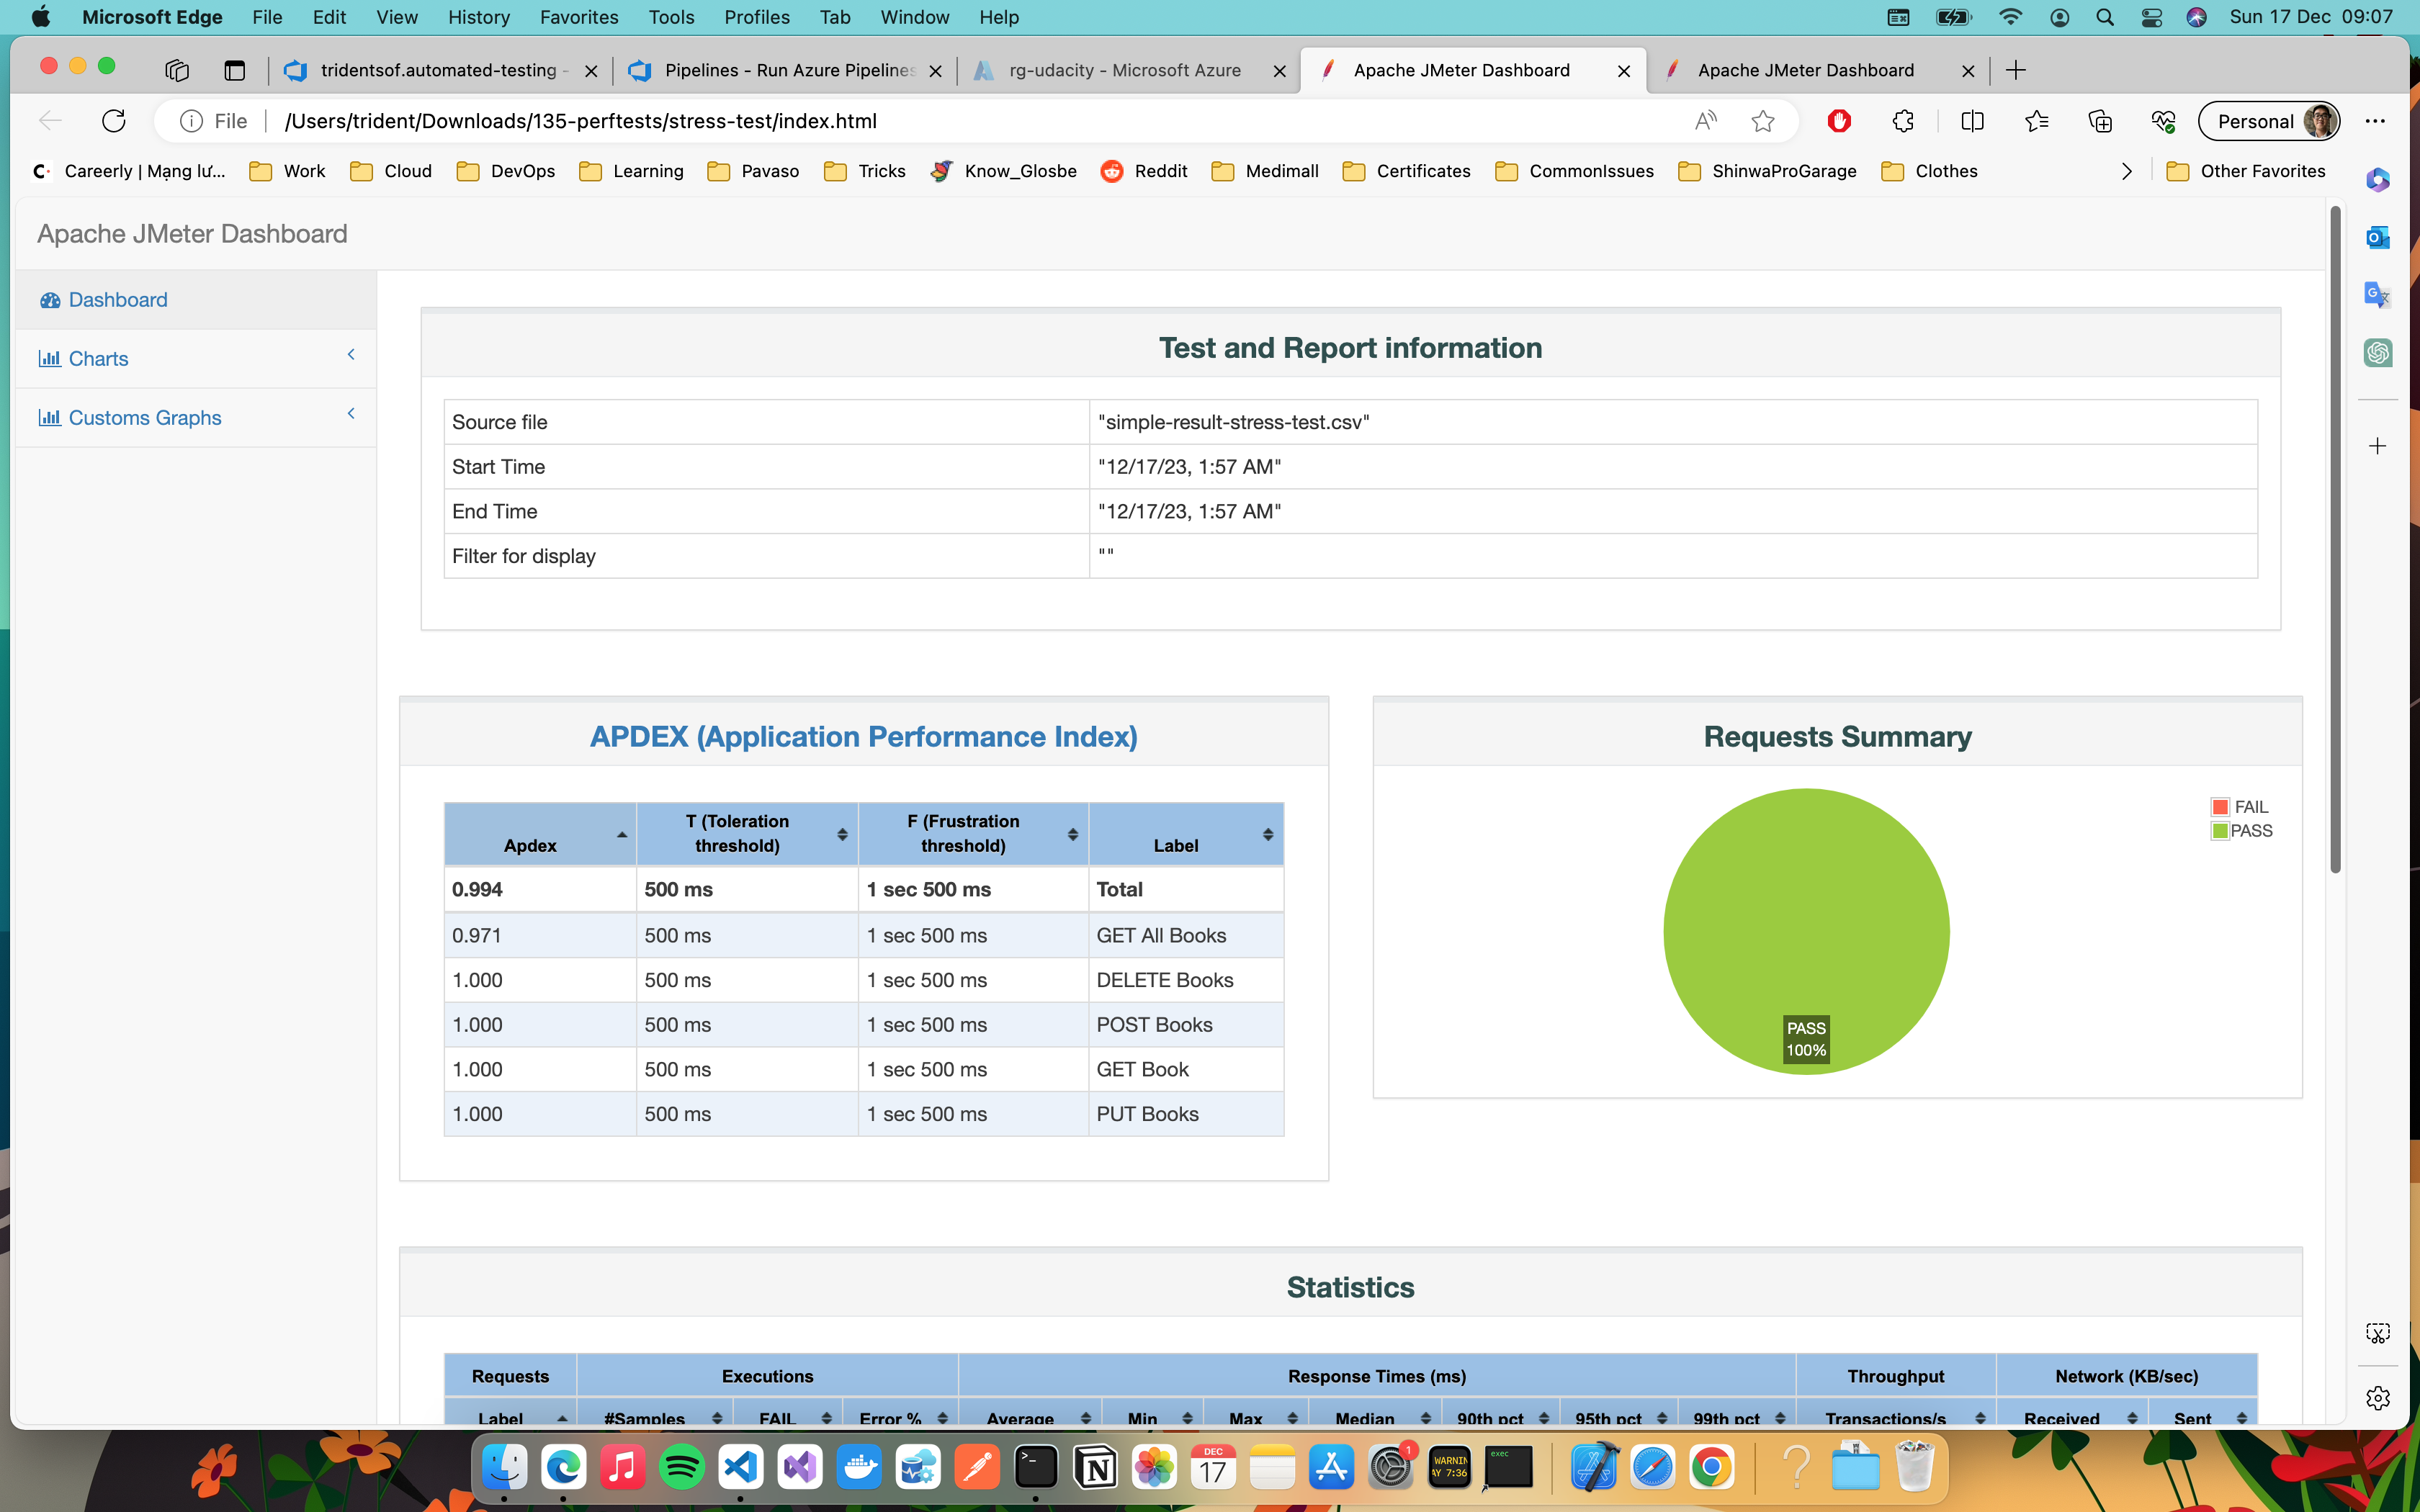 Microsoft Edge File Edit View History Favorites Tools Profiles Tab Window Help Sun 17 Dec 09:07
tridentsof.automated-testing - Pipelines - Run Azure Pipelines rg-udacity - Microsoft Azure Apache JMeter Dashboard Apache JMeter Dashboard
File /Users/trident/Downloads/135-perftests/stress-test/index.html Personal
Careerly | Mạng lư... Work Cloud DevOps Learning Pavaso Tricks Know_Glosbe Reddit Medimall Certificates CommonIssues ShinwaProGarage Clothes Other Favorites
Apache JMeter Dashboard
Dashboard
Charts
Customs Graphs
Test and Report information
Source file "simple-result-stress-test.csv"
Start Time "12/17/23, 1:57 AM"
End Time "12/17/23, 1:57 AM"
Filter for display ""
APDEX (Application Performance Index)
Apdex T (Toleration threshold) F (Frustration threshold) Label
0.994 500 ms 1 sec 500 ms Total
0.971 500 ms 1 sec 500 ms GET All Books
1.000 500 ms 1 sec 500 ms DELETE Books
1.000 500 ms 1 sec 500 ms POST Books
1.000 500 ms 1 sec 500 ms GET Book
1.000 500 ms 1 sec 500 ms PUT Books
Requests Summary
FAIL
PASS
PASS
100%
Statistics
Requests Executions Response Times (ms) Throughput Network (KB/sec)
Label #Samples FAIL Error % Average Min Max Median 90th pct 95th pct 99th pct Transactions/s Received Sent
DEC
17
1
WARNIN
AY 7:36
exec